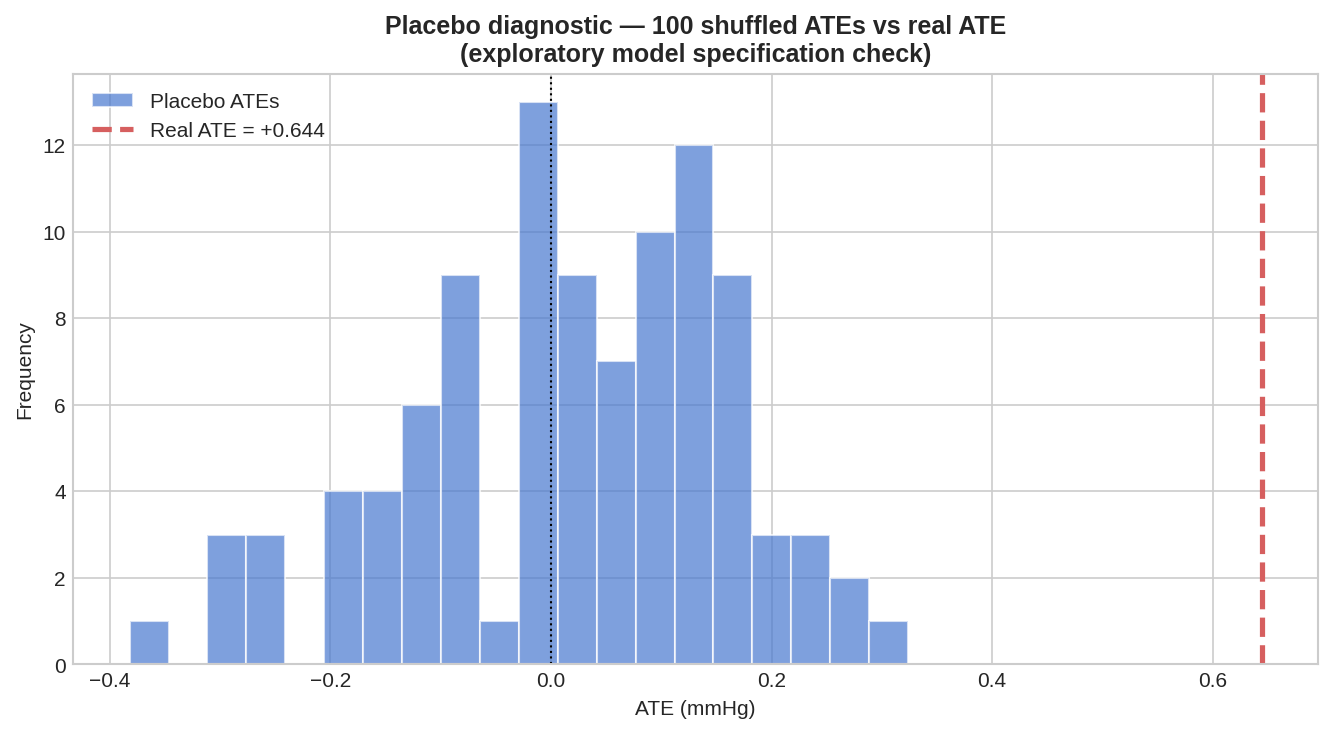 Placebo diagnostic — 100 shuffled ATEs vs real ATE
(exploratory model specification check)
Placebo ATEs
Real ATE = +0.644
Frequency
12
10
8
6
4
2
0
−0.4
−0.2
0.0
0.2
0.4
0.6
ATE (mmHg)